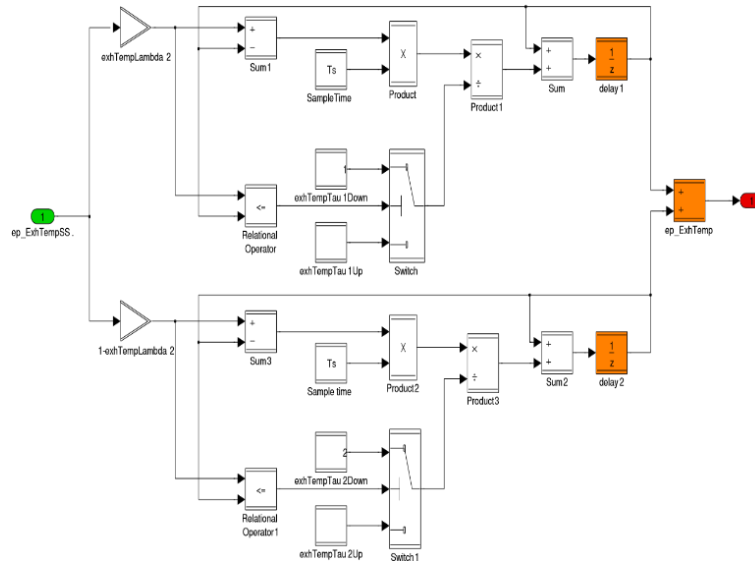 exhTempLambda 2
+
−
Sum1
Ts
SampleTime
X
Product
×
÷
Product1
+
+
Sum
1
z
delay1
1
exhTempTau 1Down
<=
Relational
Operator
exhTempTau 1Up
Switch
1
ep_ExhTempSS .
+
+
ep_ExhTemp
1-exhTempLambda 2
+
−
Sum3
Ts
Sample time
X
Product2
×
÷
Product3
+
+
Sum2
1
z
delay2
2
exhTempTau 2Down
<=
Relational
Operator1
exhTempTau 2Up
Switch1